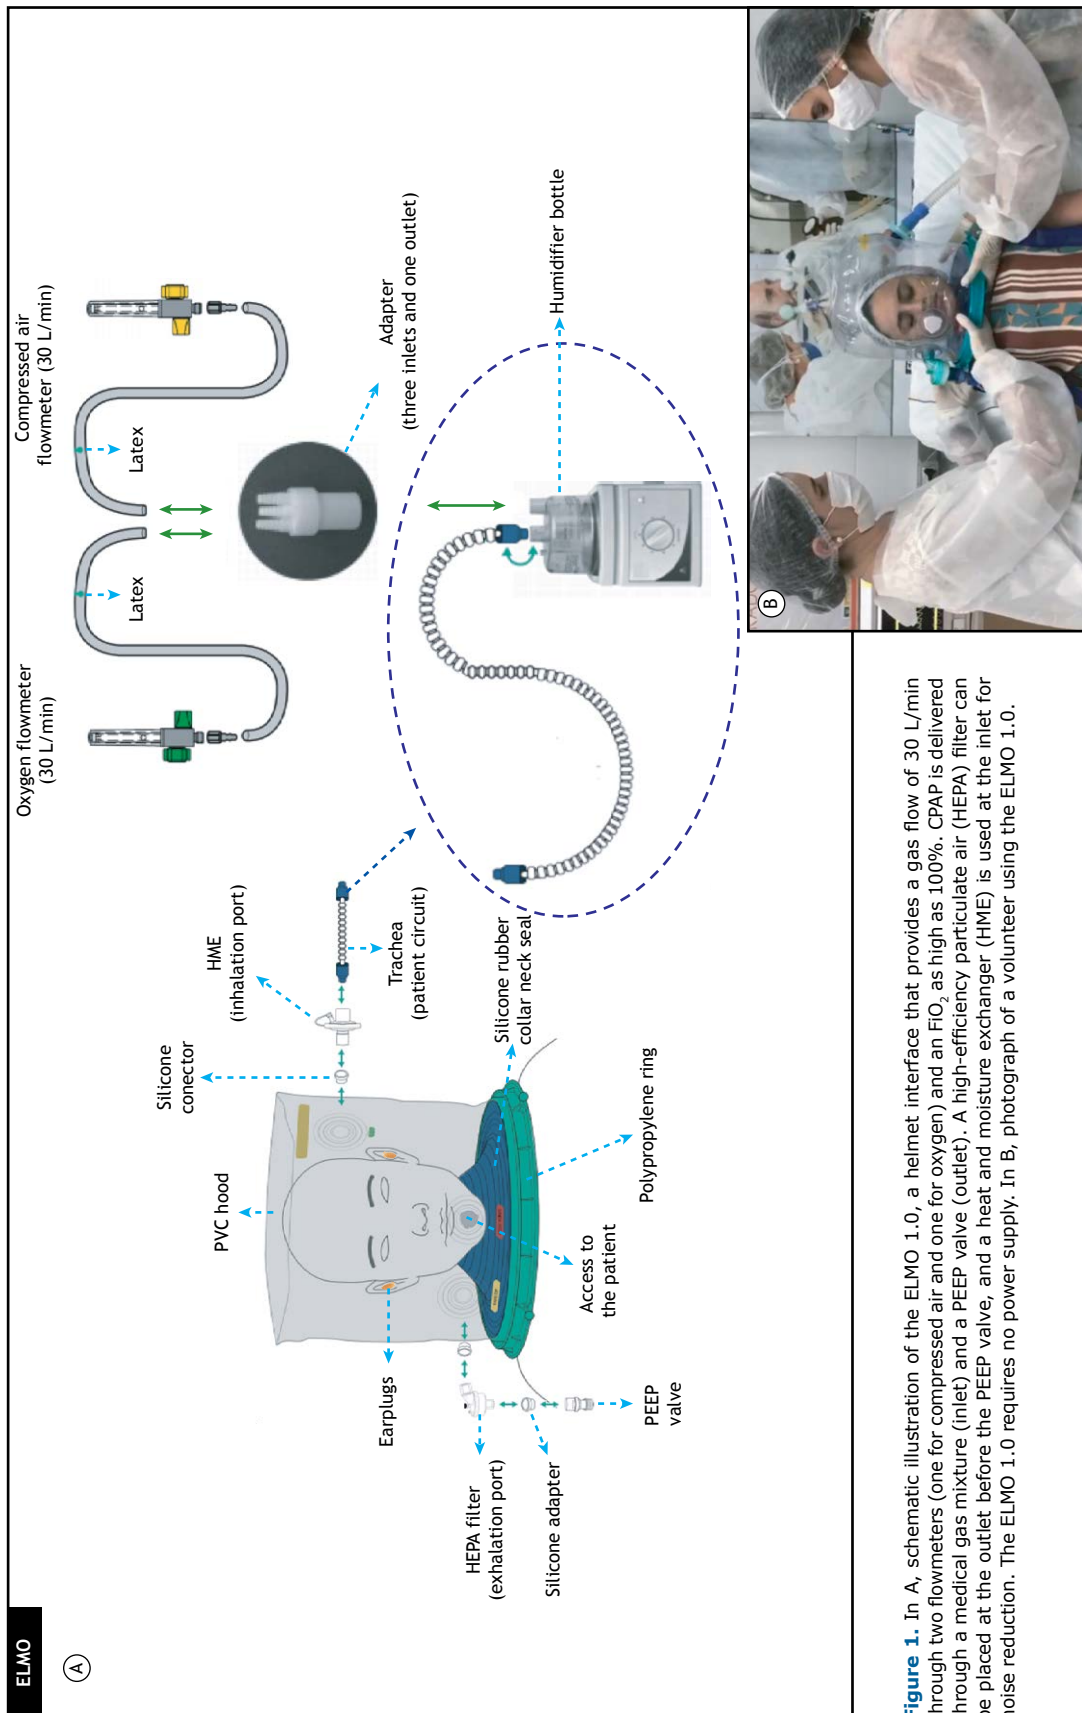 ELMO
A
Oxygen flowmeter
(30 L/min)
Compressed air
flowmeter (30 L/min)
Latex
Latex
Adapter
(three inlets and one outlet)
Humidifier bottle
HME
(inhalation port)
Silicone
conector
Trachea
(patient circuit)
PVC hood
Silicone rubber
collar neck seal
Polypropylene ring
Access to
the patient
Earplugs
HEPA filter
(exhalation port)
Silicone adapter
PEEP
valve
B
Figure 1. In A, schematic illustration of the ELMO 1.0, a helmet interface that provides a gas flow of 30 L/min
through two flowmeters (one for compressed air and one for oxygen) and an FiO2 as high as 100%. CPAP is delivered
through a medical gas mixture (inlet) and a PEEP valve (outlet). A high-efficiency particulate air (HEPA) filter can
be placed at the outlet before the PEEP valve, and a heat and moisture exchanger (HME) is used at the inlet for
noise reduction. The ELMO 1.0 requires no power supply. In B, photograph of a volunteer using the ELMO 1.0.